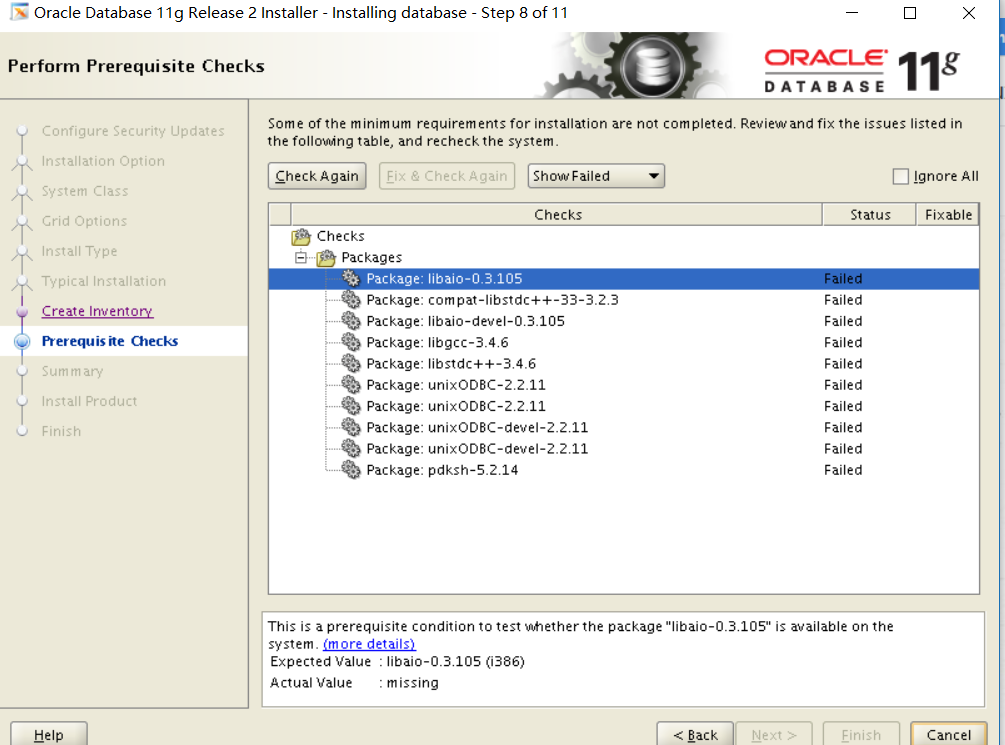 Oracle Database 11g Release 2 Installer - Installing database - Step 8 of 11
Perform Prerequisite Checks
ORACLE
DATABASE
11g
Configure Security Updates
Installation Option
System Class
Grid Options
Install Type
Typical Installation
Create Inventory
Prerequisite Checks
Summary
Install Product
Finish
Some of the minimum requirements for installation are not completed. Review and fix the issues listed in
the following table, and recheck the system.
Check Again
Fix & Check Again
Show Failed
Ignore All
Checks Status Fixable
Checks
Packages
Package: libaio-0.3.105 Failed
Package: compat-libstdc++-33-3.2.3 Failed
Package: libaio-devel-0.3.105 Failed
Package: libgcc-3.4.6 Failed
Package: libstdc++-3.4.6 Failed
Package: unixODBC-2.2.11 Failed
Package: unixODBC-2.2.11 Failed
Package: unixODBC-devel-2.2.11 Failed
Package: unixODBC-devel-2.2.11 Failed
Package: pdksh-5.2.14 Failed
This is a prerequisite condition to test whether the package "libaio-0.3.105" is available on the
system. (more details)
Expected Value : libaio-0.3.105 (i386)
Actual Value : missing
Help
< Back
Next >
Finish
Cancel